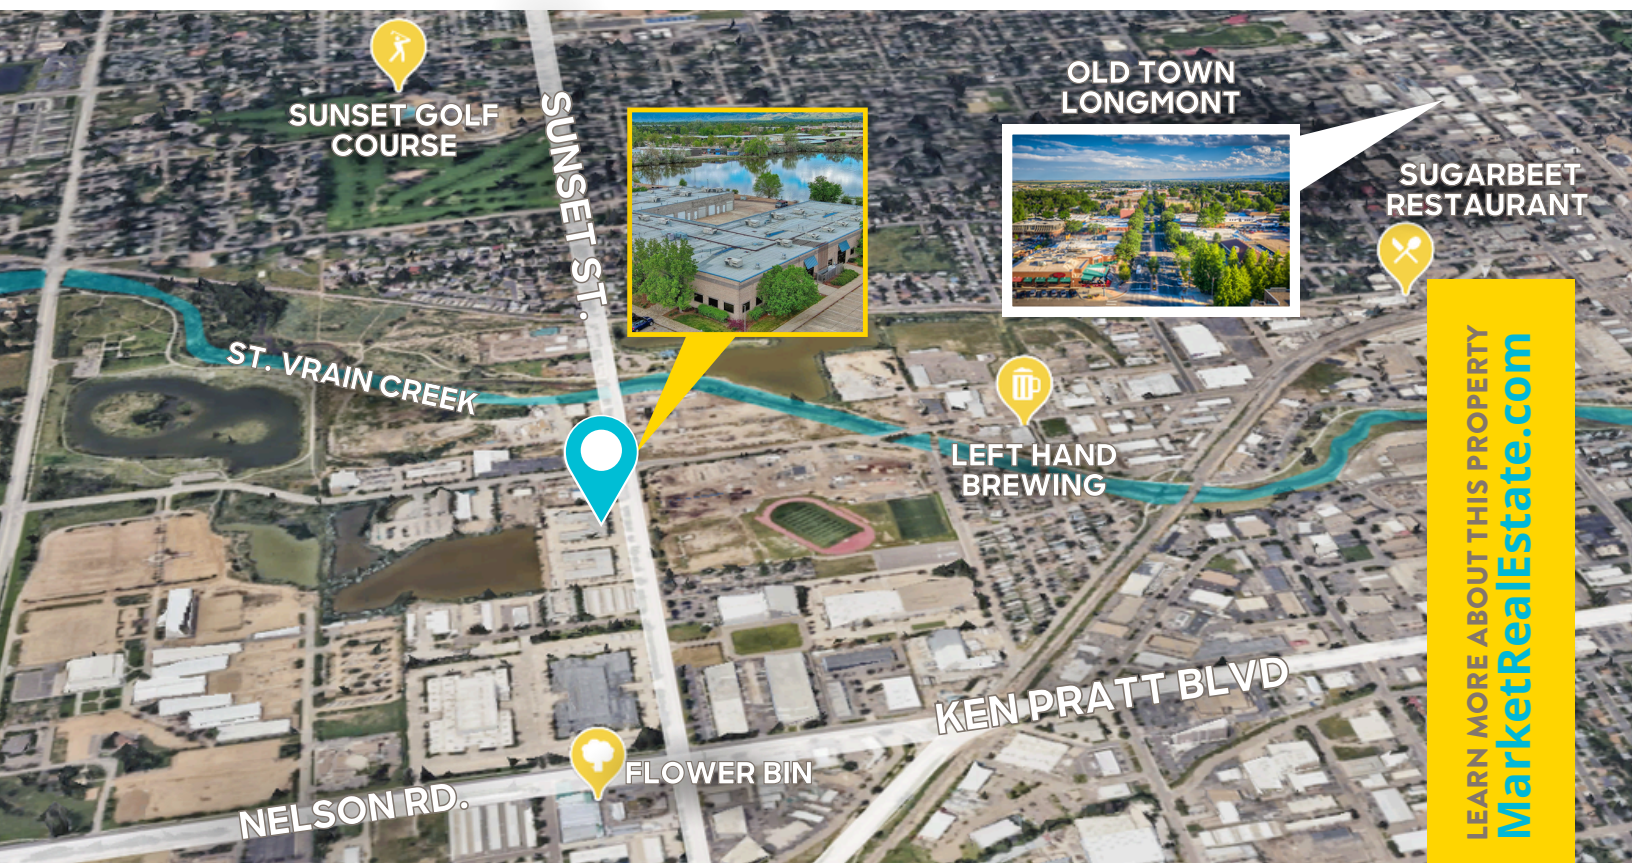 SUNSET GOLF
COURSE
SUNSET ST.
OLD TOWN
LONGMONT
SUGARBEET
RESTAURANT
ST. VRAIN CREEK
LEFT HAND
BREWING
KEN PRATT BLVD
FLOWER BIN
NELSON RD.
LEARN MORE ABOUT THIS PROPERTY
MarketRealEstate.com